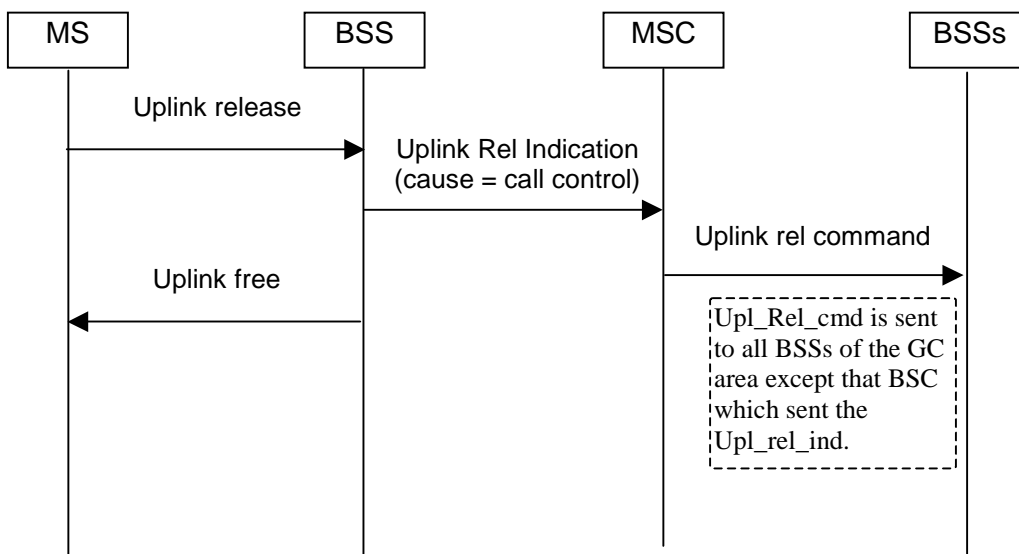 MS
BSS
MSC
BSSs
Uplink release
Uplink Rel Indication
(cause = call control)
Uplink rel command
Uplink free
Upl_Rel_cmd is sent
to all BSSs of the GC
area except that BSC
which sent the
Upl_rel_ind.